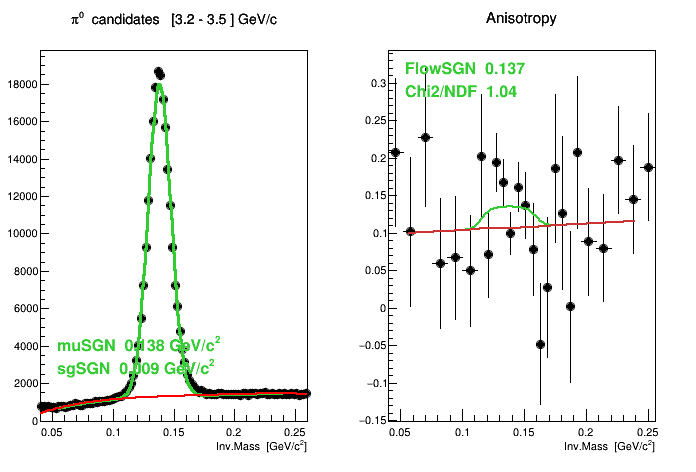 π⁰ candidates [3.2 - 3.5 ] GeV/c
18000
16000
14000
12000
10000
8000
6000
4000
2000
0
muSGN 0.138 GeV/c²
sgSGN 0.009 GeV/c²
0.05 0.1 0.15 0.2 0.25
Inv.Mass [GeV/c²]
Anisotropy
FlowSGN 0.137
Chi2/NDF 1.04
0.3
0.25
0.2
0.15
0.1
0.05
0
−0.05
−0.1
−0.15
0.05 0.1 0.15 0.2 0.25
Inv.Mass [GeV/c²]